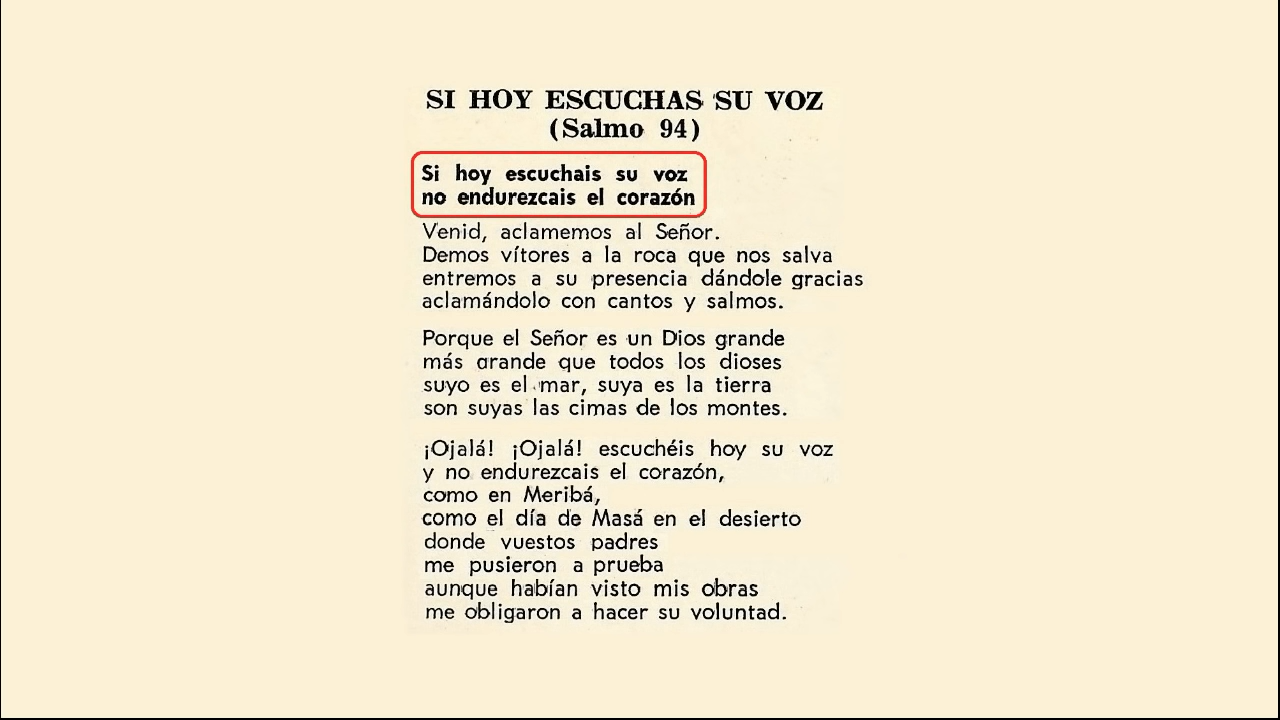 SI HOY ESCUCHAS SU VOZ
(Salmo 94)
Si hoy escuchais su voz
no endurezcais el corazón
Venid, aclamemos al Señor.
Demos vítores a la roca que nos salva
entremos a su presencia dándole gracias
aclamándolo con cantos y salmos.
Porque el Señor es un Dios grande
más grande que todos los dioses
suyo es el mar, suya es la tierra
son suyas las cimas de los montes.
¡Ojalá! ¡Ojalá! escuchéis hoy su voz
y no endurezcais el corazón,
como en Meribá,
como el día de Masá en el desierto
donde vuestos padres
me pusieron a prueba
aunque habían visto mis obras
me obligaron a hacer su voluntad.